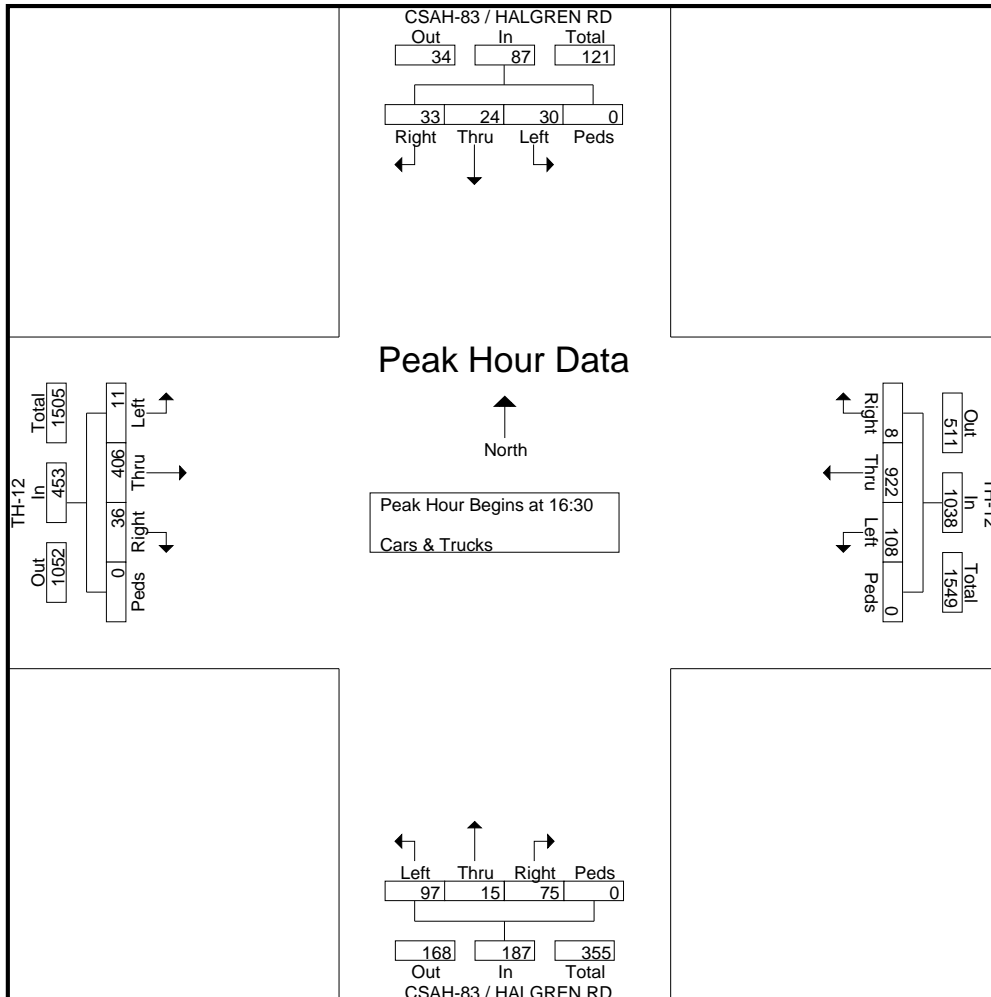 CSAH-83 / HALGREN RD
Out In Total
34 87 121
33 24 30 0
Right Thru Left Peds
Peak Hour Data
North
Peak Hour Begins at 16:30
Cars & Trucks
TH-12
Total In Out
1505 453 1052
11 406 36 0
Left Thru Right Peds
Right Thru Left Peds
8 922 108 0
Out In Total
511 1038 1549
TH-12
Left Thru Right Peds
97 15 75 0
168 187 355
Out In Total
CSAH-83 / HALGREN RD